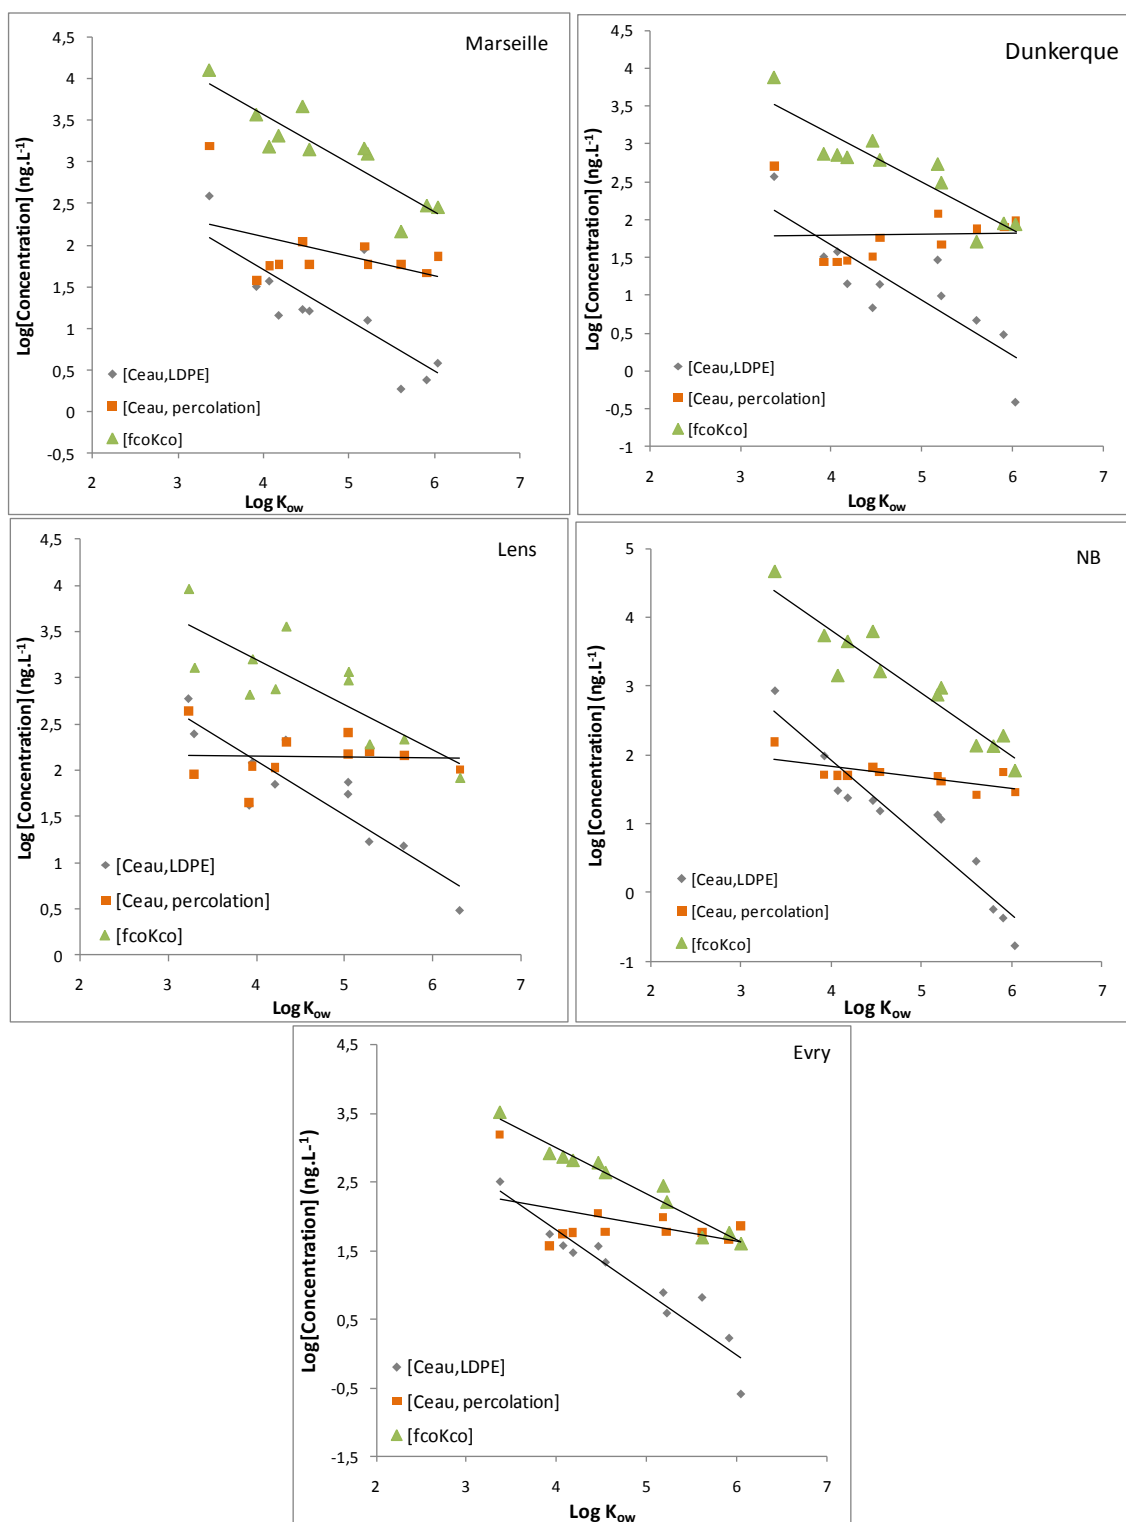 Marseille
Log[Concentration] (ng.L-1)
4,5
4
3,5
3
2,5
2
1,5
1
0,5
0
-0,5
[Ceau,LDPE]
[Ceau, percolation]
[fcoKco]
2 3 4 5 6 7
Log Kow
Dunkerque
Log[Concentration] (ng.L-1)
4,5
4
3,5
3
2,5
2
1,5
1
0,5
0
-0,5
-1
[Ceau,LDPE]
[Ceau, percolation]
[fcoKco]
2 3 4 5 6 7
Log Kow
Lens
Log [Concentration] (ng.L-1)
4,5
4
3,5
3
2,5
2
1,5
1
0,5
0
[Ceau,LDPE]
[Ceau, percolation]
[fcoKco]
2 3 4 5 6 7
Log Kow
NB
Log [Concentration] (ng.L-1)
5
4
3
2
1
0
-1
[Ceau,LDPE]
[Ceau, percolation]
[fcoKco]
2 3 4 5 6 7
Log Kow
Evry
Log[Concentration] (ng.L-1)
4,5
3,5
2,5
1,5
0,5
-0,5
-1,5
[Ceau,LDPE]
[Ceau, percolation]
[fcoKco]
2 3 4 5 6 7
Log Kow